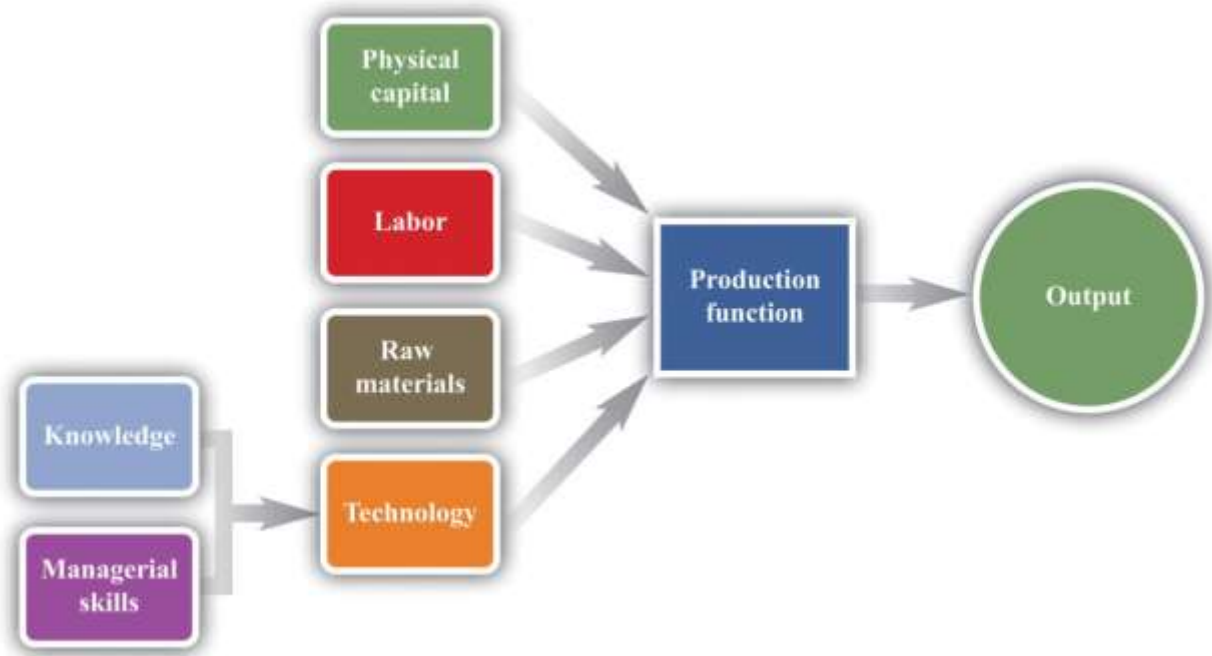 Physical
capital
Labor
Raw
materials
Knowledge
Managerial
skills
Technology
Production
function
Output